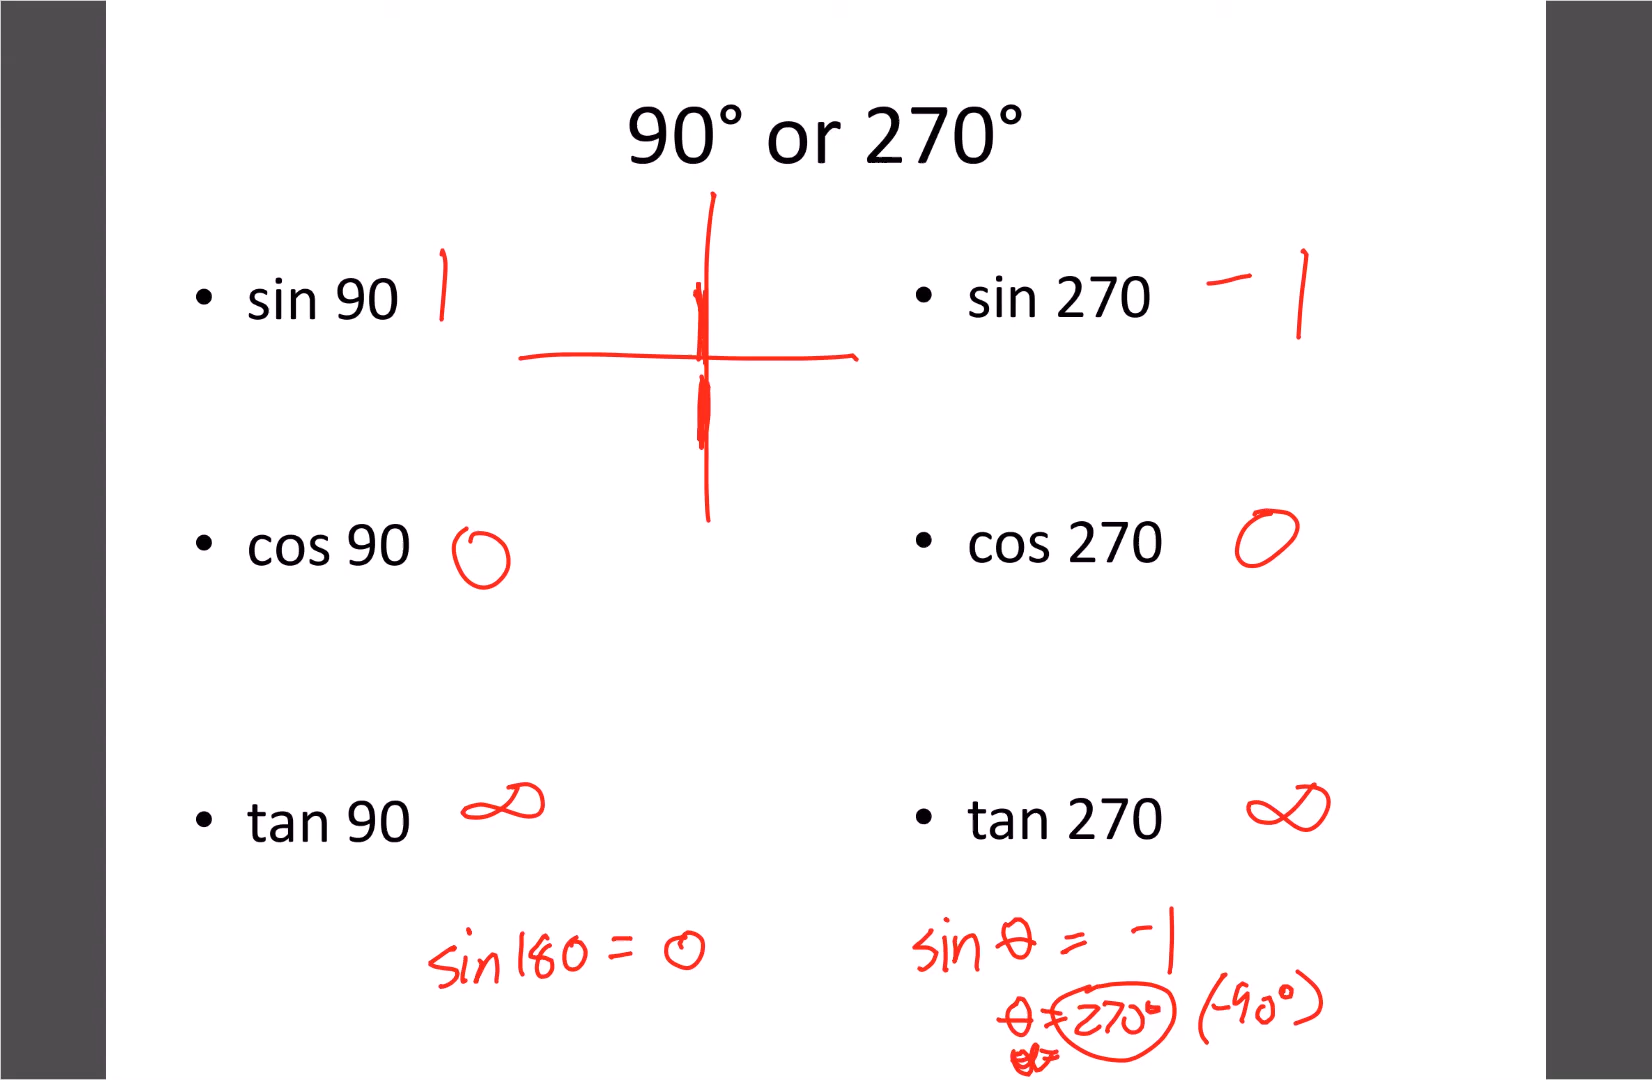 90° or 270°
• sin 90 1
• sin 270 -1
• cos 90 0
• cos 270 0
• tan 90 ∞
• tan 270 ∞
sin 180 = 0
sin θ = -1
θ = 270° (-90°)